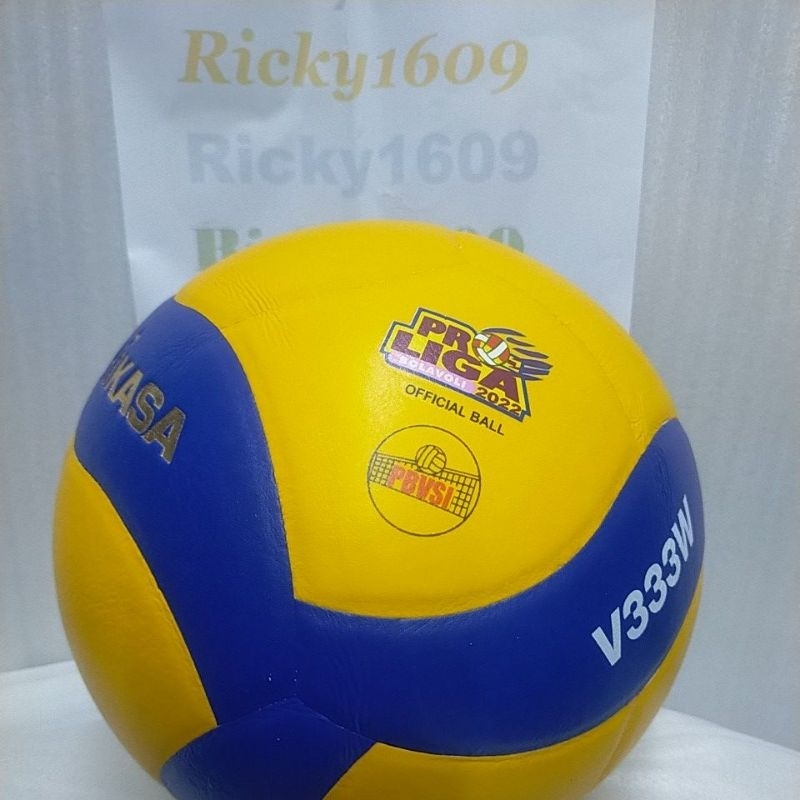 Ricky1609
Ricky1609
PRO
LIGA
BOLAVOLI 2022
OFFICIAL BALL
PBVSI
KASA
V333W